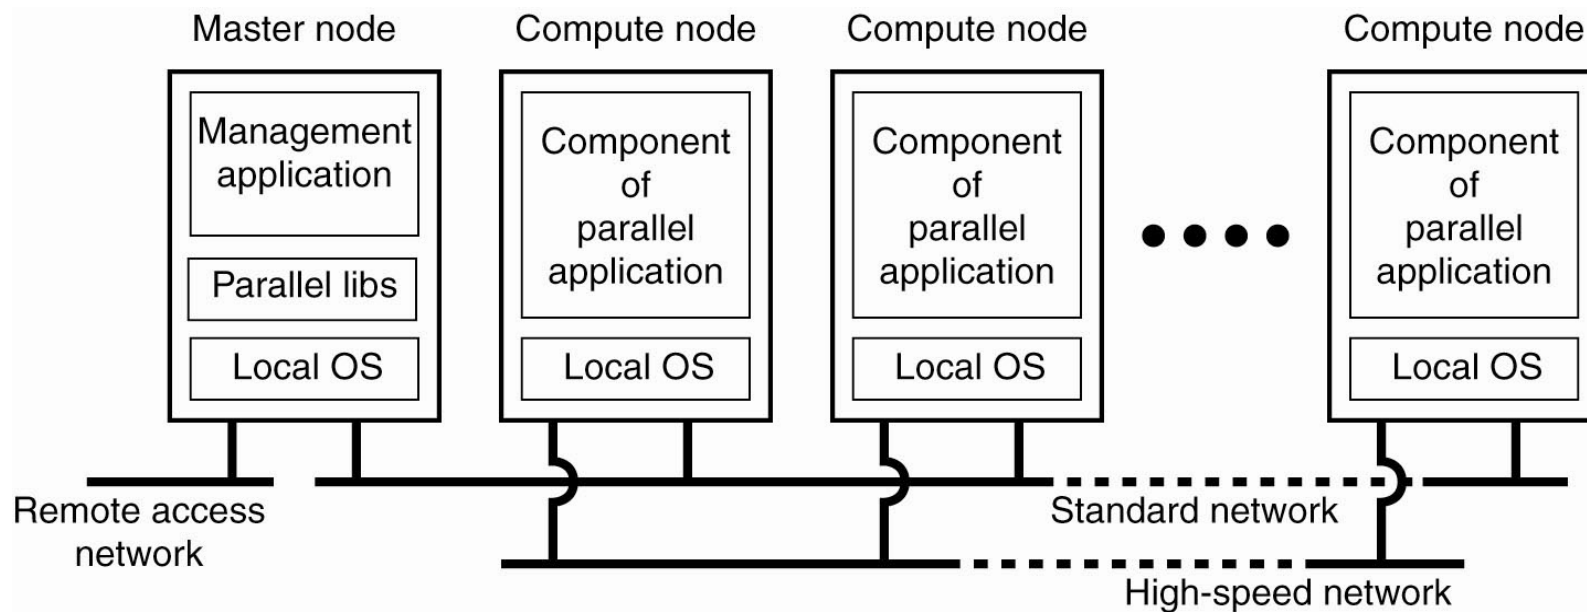 Master node
Compute node
Compute node
Compute node
Management
application
Parallel libs
Local OS
Component
of
parallel
application
Local OS
Component
of
parallel
application
Local OS
Component
of
parallel
application
Local OS
Remote access
network
Standard network
High-speed network